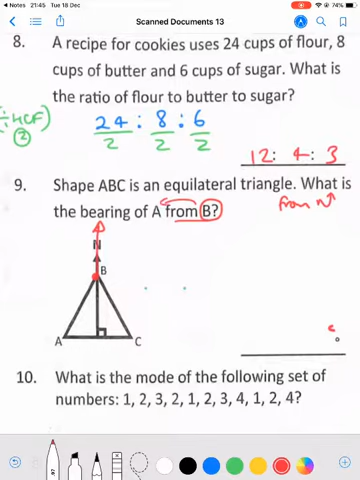 Notes 21:45 Tue 18 Dec
74%
Scanned Documents 13
8. A recipe for cookies uses 24 cups of flour, 8
cups of butter and 6 cups of sugar. What is
the ratio of flour to butter to sugar?
÷HCF)
2
24 : 8 : 6
2 2 2
12: 4: 3
9. Shape ABC is an equilateral triangle. What is
the bearing of A from B?
from N
N
B
A C
°
10. What is the mode of the following set of
numbers: 1, 2, 3, 2, 1, 2, 3, 4, 1, 2, 4?